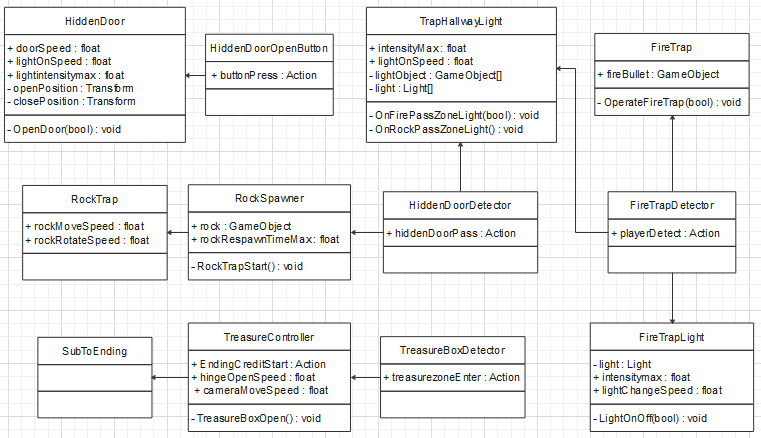 HiddenDoor
+ doorSpeed : float
+ lightOnSpeed : float
+ lightintensitymax : float
- openPosition : Transform
- closePosition : Transform
- OpenDoor(bool) : void
HiddenDoorOpenButton
+ buttonPress : Action
TrapHallwayLight
+ intensityMax : float
+ lightOnSpeed : float
- lightObject : GameObject[]
- light : Light[]
- OnFirePassZoneLight(bool) : void
- OnRockPassZoneLight() : void
FireTrap
+ fireBullet : GameObject
- OperateFireTrap(bool) : void
RockTrap
+ rockMoveSpeed : float
+ rockRotateSpeed : float
RockSpawner
+ rock : GameObject
+ rockRespawnTimeMax : float
- RockTrapStart() : void
HiddenDoorDetector
+ hiddenDoorPass : Action
FireTrapDetector
+ playerDetect : Action
SubToEnding
TreasureController
+ EndingCreditStart : Action
+ hingeOpenSpeed : float
+ cameraMoveSpeed : float
- TreasureBoxOpen() : void
TreasureBoxDetector
+ treasurezoneEnter : Action
FireTrapLight
- light : Light
+ intensitymax : float
+ lightChangeSpeed : float
- LightOnOff(bool) : void